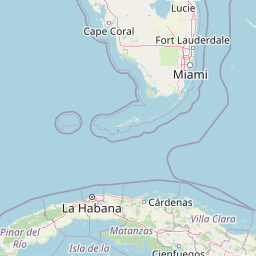 Lucie
Cape Coral
Fort Lauderdale
Miami
La Habana
Cárdenas
Pinar del
Río
Matanzas
Villa Clara
Isla de la
Cienfuegos